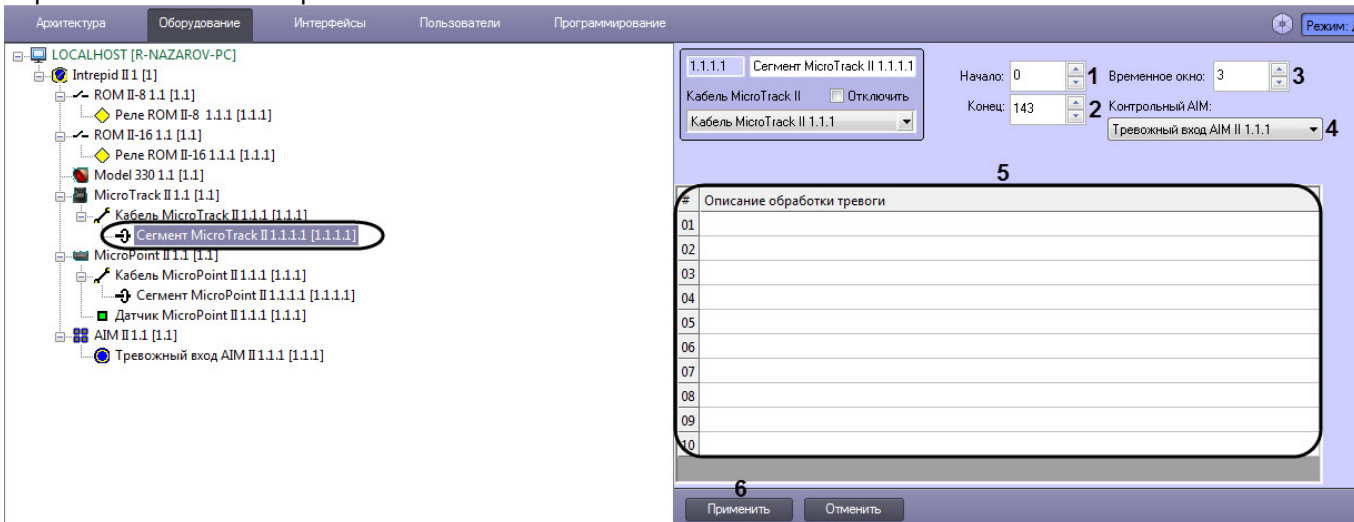 Архитектура Оборудование Интерфейсы Пользователи Программирование Режим:
LOCALHOST [R-NAZAROV-PC]
Intrepid II 1 [1]
ROM II-8 1.1 [1.1]
Реле ROM II-8 1.1.1 [1.1.1]
ROM II-16 1.1 [1.1]
Реле ROM II-16 1.1.1 [1.1.1]
Model 330 1.1 [1.1]
MicroTrack II 1.1 [1.1]
Кабель MicroTrack II 1.1.1 [1.1.1]
Сегмент MicroTrack II 1.1.1.1 [1.1.1.1]
MicroPoint II 1.1 [1.1]
Кабель MicroPoint II 1.1.1 [1.1.1]
Сегмент MicroPoint II 1.1.1.1 [1.1.1.1]
Датчик MicroPoint II 1.1.1 [1.1.1]
AIM II 1.1 [1.1]
Тревожный вход AIM II 1.1.1 [1.1.1]
1.1.1.1 Сегмент MicroTrack II 1.1.1.1
Кабель MicroTrack II Отключить
Кабель MicroTrack II 1.1.1
Начало: 0 1 Временное окно: 3 3
Конец: 143 2 Контрольный AIM:
Тревожный вход AIM II 1.1.1 4
5
# Описание обработки тревоги
01
02
03
04
05
06
07
08
09
10
6
Применить Отменить